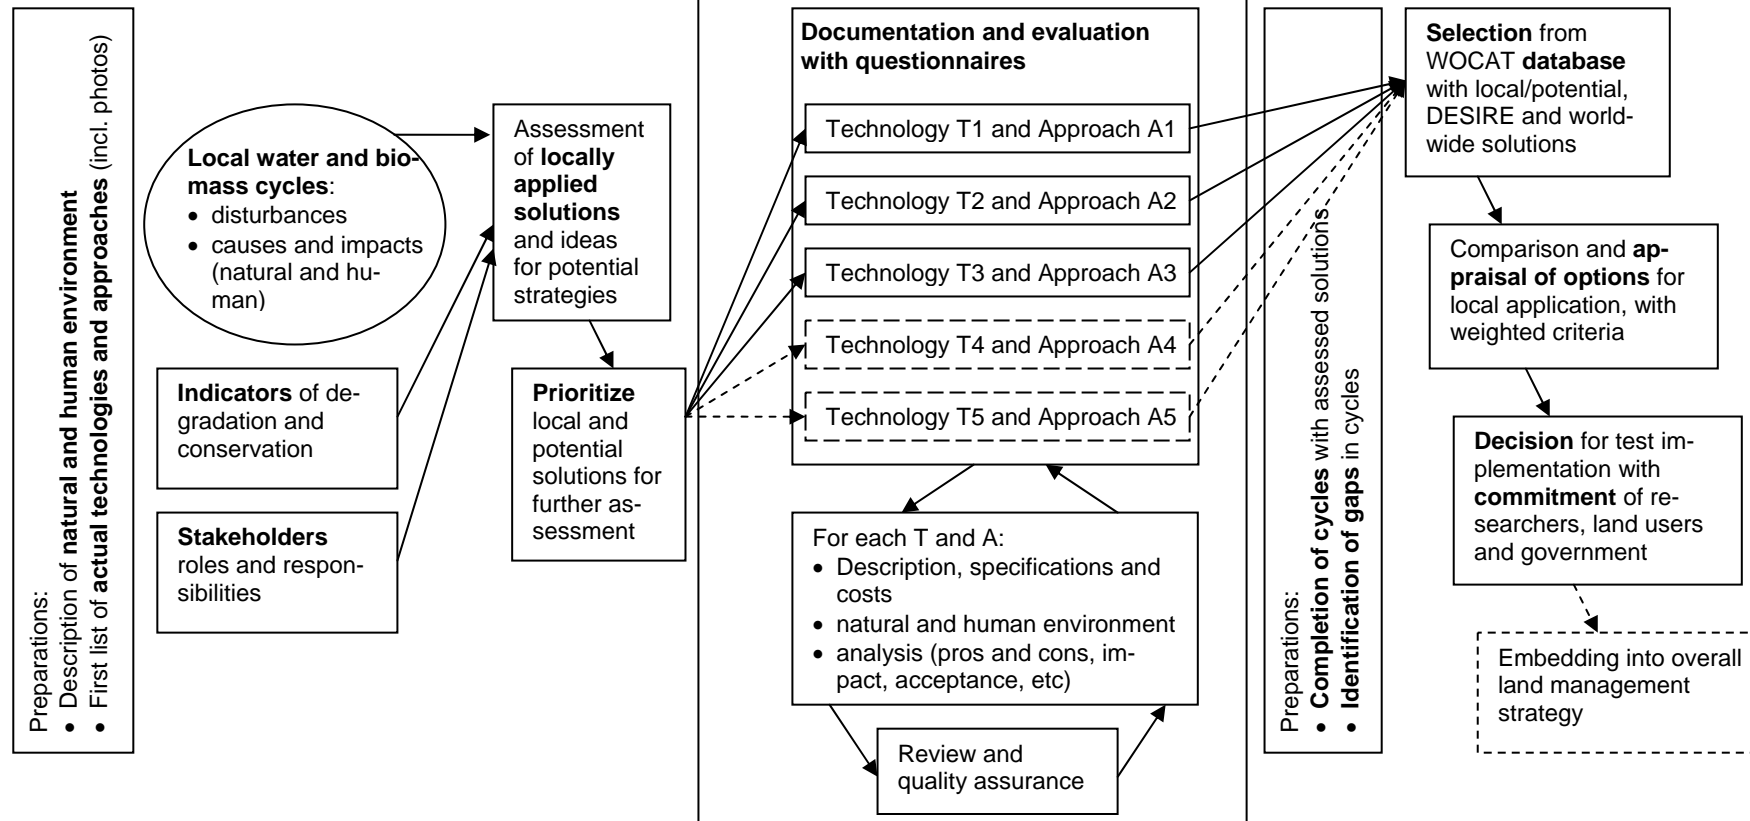 Preparations:
• Description of natural and human environment
• First list of actual technologies and approaches (incl. photos)
Local water and bio-
mass cycles:
• disturbances
• causes and impacts
(natural and hu-
man)
Indicators of de-
gradation and
conservation
Stakeholders
roles and respon-
sibilities
Assessment
of locally
applied
solutions
and ideas
for potential
strategies
Prioritize
local and
potential
solutions for
further as-
sessment
Documentation and evaluation
with questionnaires
Technology T1 and Approach A1
Technology T2 and Approach A2
Technology T3 and Approach A3
Technology T4 and Approach A4
Technology T5 and Approach A5
For each T and A:
• Description, specifications and
costs
• natural and human environment
• analysis (pros and cons, im-
pact, acceptance, etc)
Review and
quality assurance
Preparations:
• Completion of cycles with assessed solutions
• Identification of gaps in cycles
Selection from
WOCAT database
with local/potential,
DESIRE and world-
wide solutions
Comparison and ap-
praisal of options for
local application, with
weighted criteria
Decision for test im-
plementation with
commitment of re-
searchers, land users
and government
Embedding into overall
land management
strategy